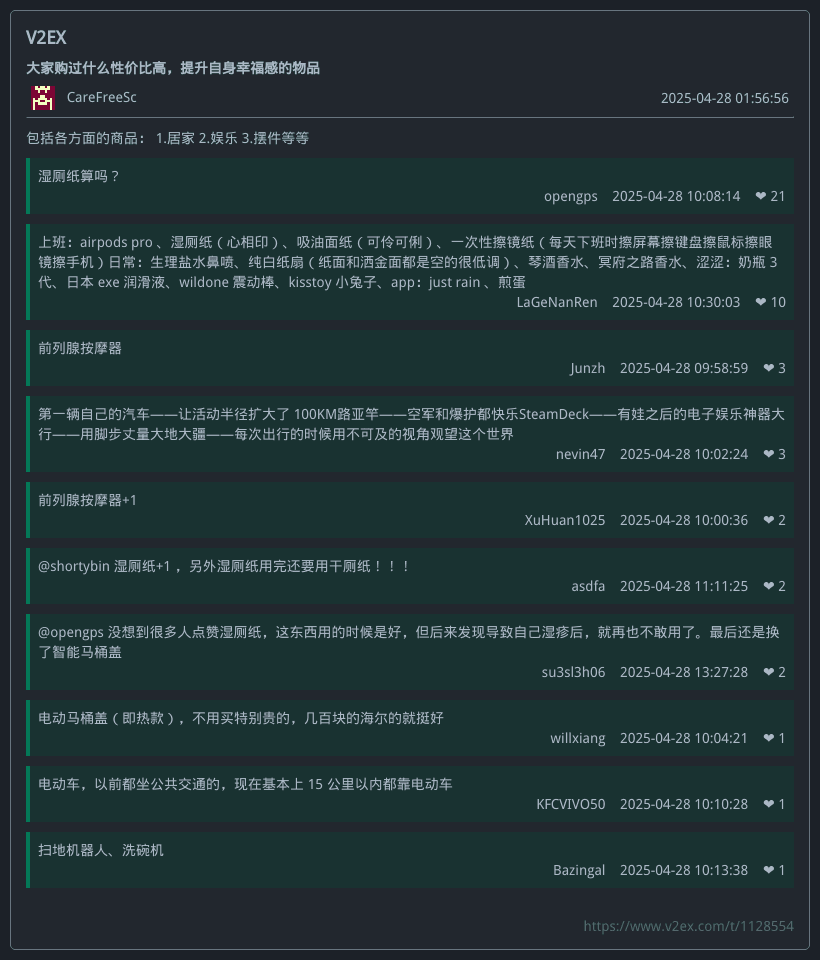 V2EX
大家购过什么性价比高，提升自身幸福感的物品
CareFreeSc 2025-04-28 01:56:56
包括各方面的商品： 1.居家 2.娱乐 3.摆件等等
湿厕纸算吗？
opengps 2025-04-28 10:08:14 ❤ 21
上班：airpods pro 、湿厕纸（心相印）、吸油面纸（可伶可俐）、一次性擦镜纸（每天下班时擦屏幕擦键盘擦鼠标擦眼
镜擦手机）日常：生理盐水鼻喷、纯白纸扇（纸面和洒金面都是空的很低调）、琴酒香水、冥府之路香水、涩涩：奶瓶 3
代、日本 exe 润滑液、wildone 震动棒、kisstoy 小兔子、app：just rain 、煎蛋
LaGeNanRen 2025-04-28 10:30:03 ❤ 10
前列腺按摩器
Junzh 2025-04-28 09:58:59 ❤ 3
第一辆自己的汽车——让活动半径扩大了 100KM路亚竿——空军和爆护都快乐SteamDeck——有娃之后的电子娱乐神器大
行——用脚步丈量大地大疆——每次出行的时候用不可及的视角观望这个世界
nevin47 2025-04-28 10:02:24 ❤ 3
前列腺按摩器+1
XuHuan1025 2025-04-28 10:00:36 ❤ 2
@shortybin 湿厕纸+1 ，另外湿厕纸用完还要用干厕纸！！！
asdfa 2025-04-28 11:11:25 ❤ 2
@opengps 没想到很多人点赞湿厕纸，这东西用的时候是好，但后来发现导致自己湿疹后，就再也不敢用了。最后还是换
了智能马桶盖
su3sl3h06 2025-04-28 13:27:28 ❤ 2
电动马桶盖（即热款），不用买特别贵的，几百块的海尔的就挺好
willxiang 2025-04-28 10:04:21 ❤ 1
电动车，以前都坐公共交通的，现在基本上 15 公里以内都靠电动车
KFCVIVO50 2025-04-28 10:10:28 ❤ 1
扫地机器人、洗碗机
Bazingal 2025-04-28 10:13:38 ❤ 1
https://www.v2ex.com/t/1128554